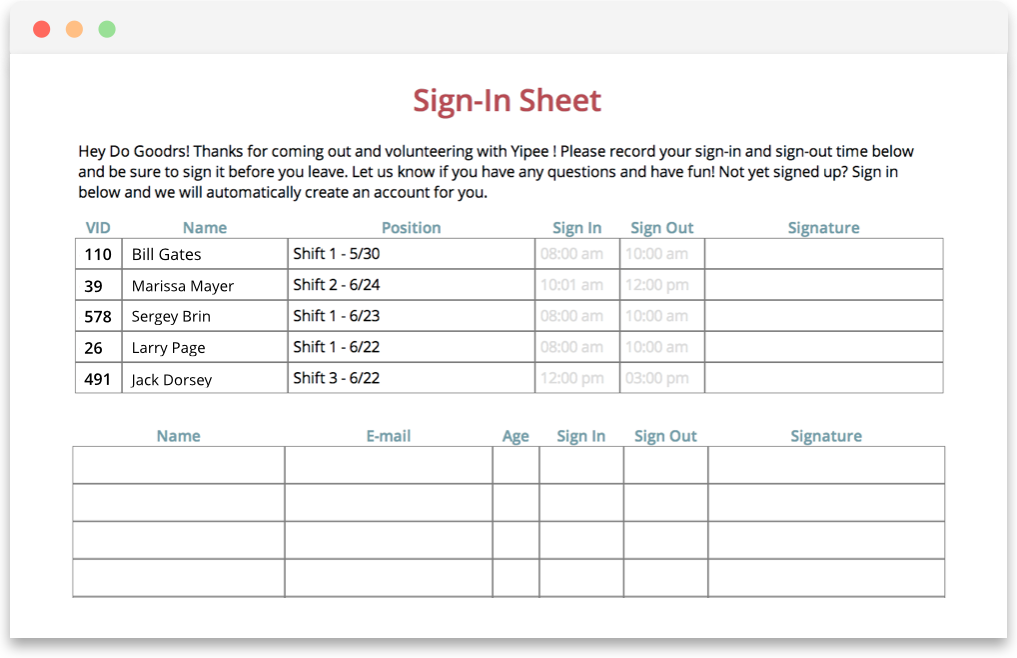 Sign-In Sheet
Hey Do Goodrs! Thanks for coming out and volunteering with Yipee ! Please record your sign-in and sign-out time below
and be sure to sign it before you leave. Let us know if you have any questions and have fun! Not yet signed up? Sign in
below and we will automatically create an account for you.
VID Name Position Sign In Sign Out Signature
110 Bill Gates Shift 1 - 5/30 08:00 am 10:00 am
39 Marissa Mayer Shift 2 - 6/24 10:01 am 12:00 pm
578 Sergey Brin Shift 1 - 6/23 08:00 am 10:00 am
26 Larry Page Shift 1 - 6/22 08:00 am 10:00 am
491 Jack Dorsey Shift 3 - 6/22 12:00 pm 03:00 pm
Name E-mail Age Sign In Sign Out Signature